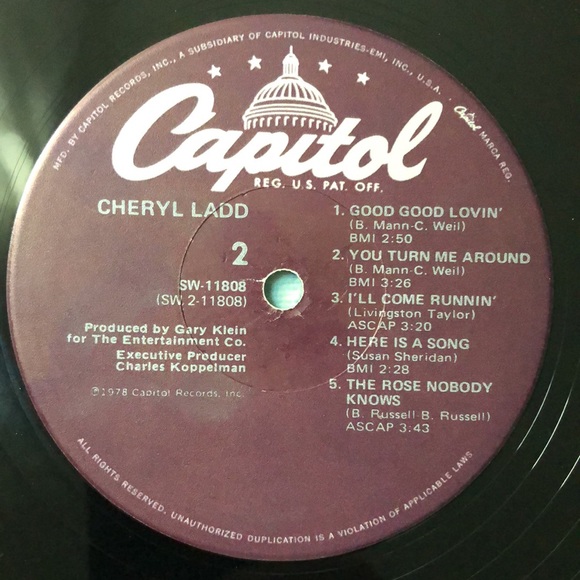 MFD. BY CAPITOL RECORDS, INC., A SUBSIDIARY OF CAPITOL INDUSTRIES-EMI, INC., U.S.A. · Capitol MARCA REG.
Capitol
REG. U.S. PAT. OFF.
CHERYL LADD
2
SW-11808
(SW.2-11808)
Produced by Gary Klein
for The Entertainment Co.
Executive Producer
Charles Koppelman
℗1978 Capitol Records, Inc.
1. GOOD GOOD LOVIN'
(B. Mann-C. Weil)
BMI 2:50
2. YOU TURN ME AROUND
(B. Mann-C. Weil)
BMI 3:26
3. I'LL COME RUNNIN'
(Livingston Taylor)
ASCAP 3:20
4. HERE IS A SONG
(Susan Sheridan)
BMI 2:28
5. THE ROSE NOBODY
KNOWS
(B. Russell-B. Russell)
ASCAP 3:43
ALL RIGHTS RESERVED. UNAUTHORIZED DUPLICATION IS A VIOLATION OF APPLICABLE LAWS